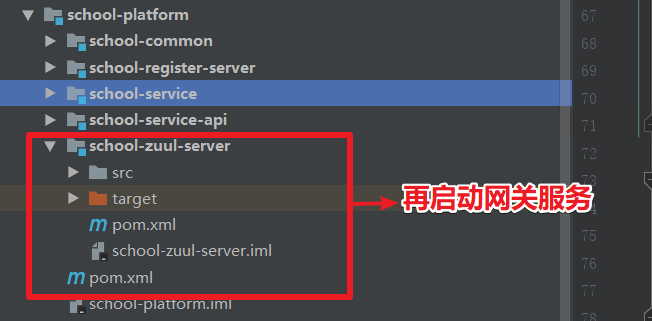 school-platform
school-common
school-register-server
school-service
school-service-api
school-zuul-server
src
target
再启动网关服务
pom.xml
school-zuul-server.iml
pom.xml
school-platform.iml
67
68
69
70
71
72
73
74
75
76
77
78